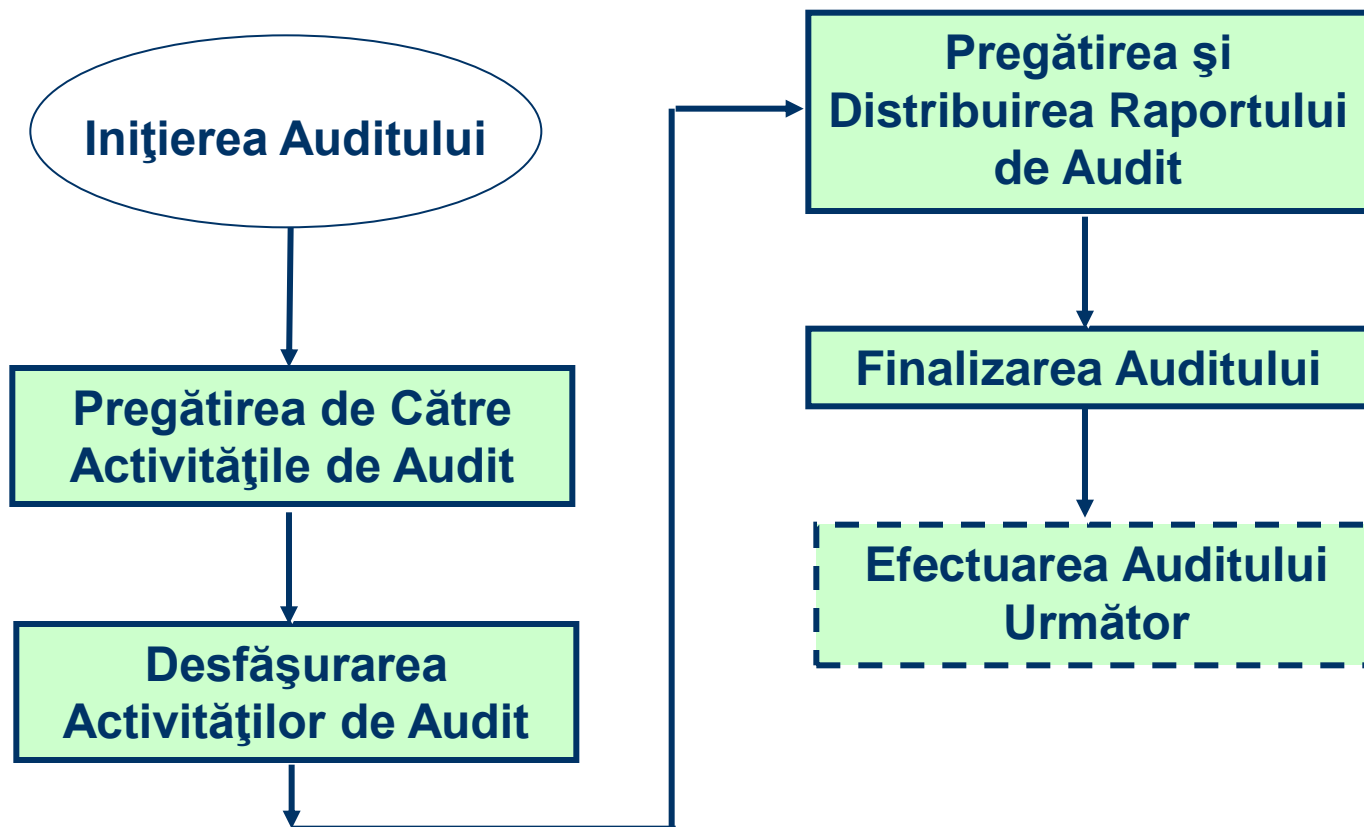 Iniţierea Auditului
Pregătirea de Către
Activităţile de Audit
Desfăşurarea
Activităţilor de Audit
Pregătirea şi
Distribuirea Raportului
de Audit
Finalizarea Auditului
Efectuarea Auditului
Următor